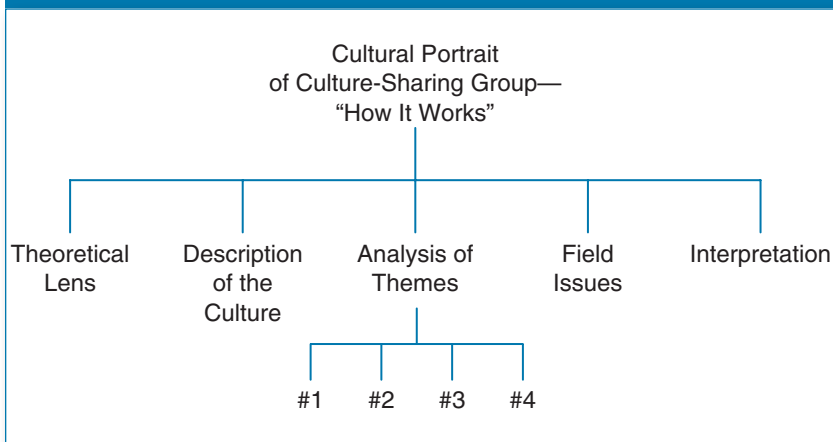 Cultural Portrait
of Culture-Sharing Group—
“How It Works”
Theoretical
Lens
Description
of the
Culture
Analysis of
Themes
Field
Issues
Interpretation
#1 #2 #3 #4